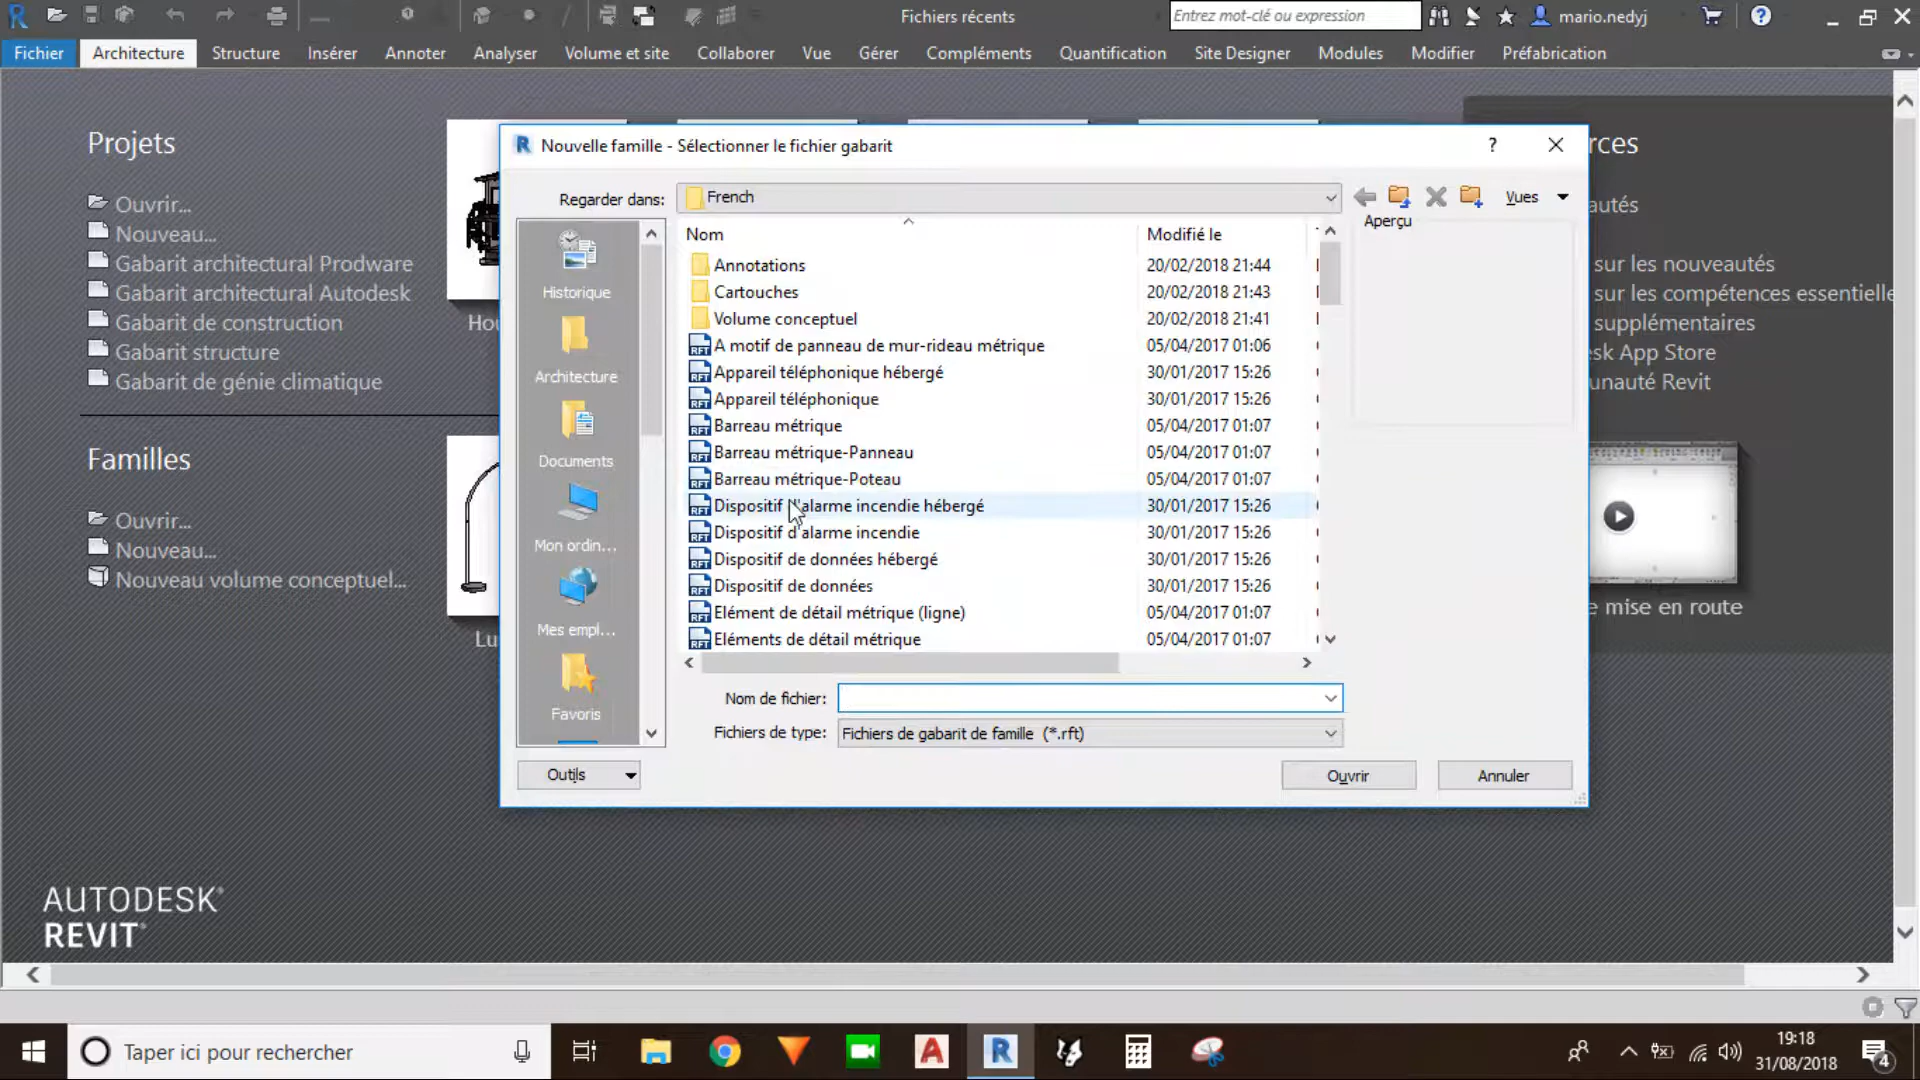 Fichiers récents
Entrez mot-clé ou expression
mario.nedyj
Fichier Architecture Structure Insérer Annoter Analyser Volume et site Collaborer Vue Gérer Compléments Quantification Site Designer Modules Modifier Préfabrication
Projets
Ouvrir...
Nouveau...
Gabarit architectural Prodware
Gabarit architectural Autodesk
Gabarit de construction
Gabarit structure
Gabarit de génie climatique
Familles
Ouvrir...
Nouveau...
Nouveau volume conceptuel...
Hou
Lu
Nouvelle famille - Sélectionner le fichier gabarit
Regarder dans: French
Vues
Aperçu
Historique
Architecture
Documents
Mon ordin...
Mes empl...
Favoris
Nom Modifié le
Annotations 20/02/2018 21:44
Cartouches 20/02/2018 21:43
Volume conceptuel 20/02/2018 21:41
A motif de panneau de mur-rideau métrique 05/04/2017 01:06
Appareil téléphonique hébergé 30/01/2017 15:26
Appareil téléphonique 30/01/2017 15:26
Barreau métrique 05/04/2017 01:07
Barreau métrique-Panneau 05/04/2017 01:07
Barreau métrique-Poteau 05/04/2017 01:07
Dispositif d'alarme incendie hébergé 30/01/2017 15:26
Dispositif d'alarme incendie 30/01/2017 15:26
Dispositif de données hébergé 30/01/2017 15:26
Dispositif de données 30/01/2017 15:26
Elément de détail métrique (ligne) 05/04/2017 01:07
Eléments de détail métrique 05/04/2017 01:07
Nom de fichier:
Fichiers de type: Fichiers de gabarit de famille (*.rft)
Outils
Ouvrir
Annuler
rces
autés
sur les nouveautés
sur les compétences essentielle
supplémentaires
sk App Store
unauté Revit
e mise en route
AUTODESK®
REVIT®
Taper ici pour rechercher
19:18
31/08/2018
4